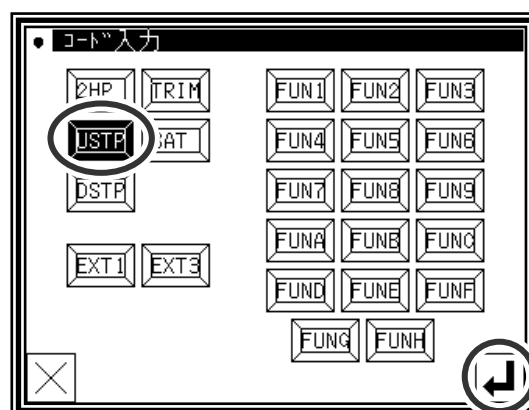 コード入力
2HP TRIM FUN1 FUN2 FUN3
USTP FUN4 FUN5 FUN6
DSTP FUN7 FUN8 FUN9
FUNA FUNB FUNC
EXT1 EXT3
FUND FUNE FUNF
FUNG FUNH